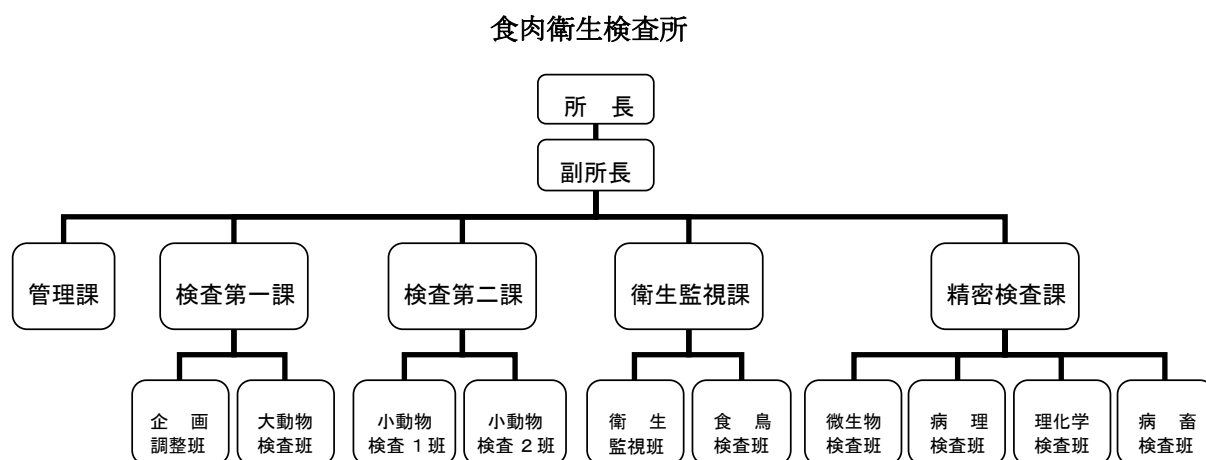 食肉衛生検査所
所　長
副所長
管理課
検査第一課
検査第二課
衛生監視課
精密検査課
企　画
調整班
大動物
検査班
小動物
検査１班
小動物
検査２班
衛　生
監視班
食　鳥
検査班
微生物
検査班
病　理
検査班
理化学
検査班
病　畜
検査班